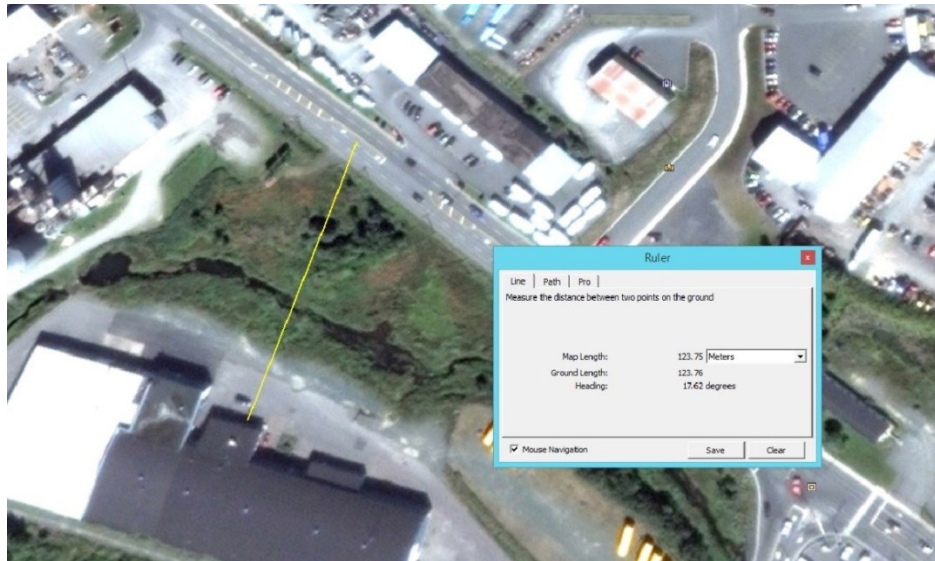 Ruler
Line Path Pro
Measure the distance between two points on the ground
Map Length: 123.75 Meters
Ground Length: 123.76
Heading: 17.62 degrees
Mouse Navigation Save Clear